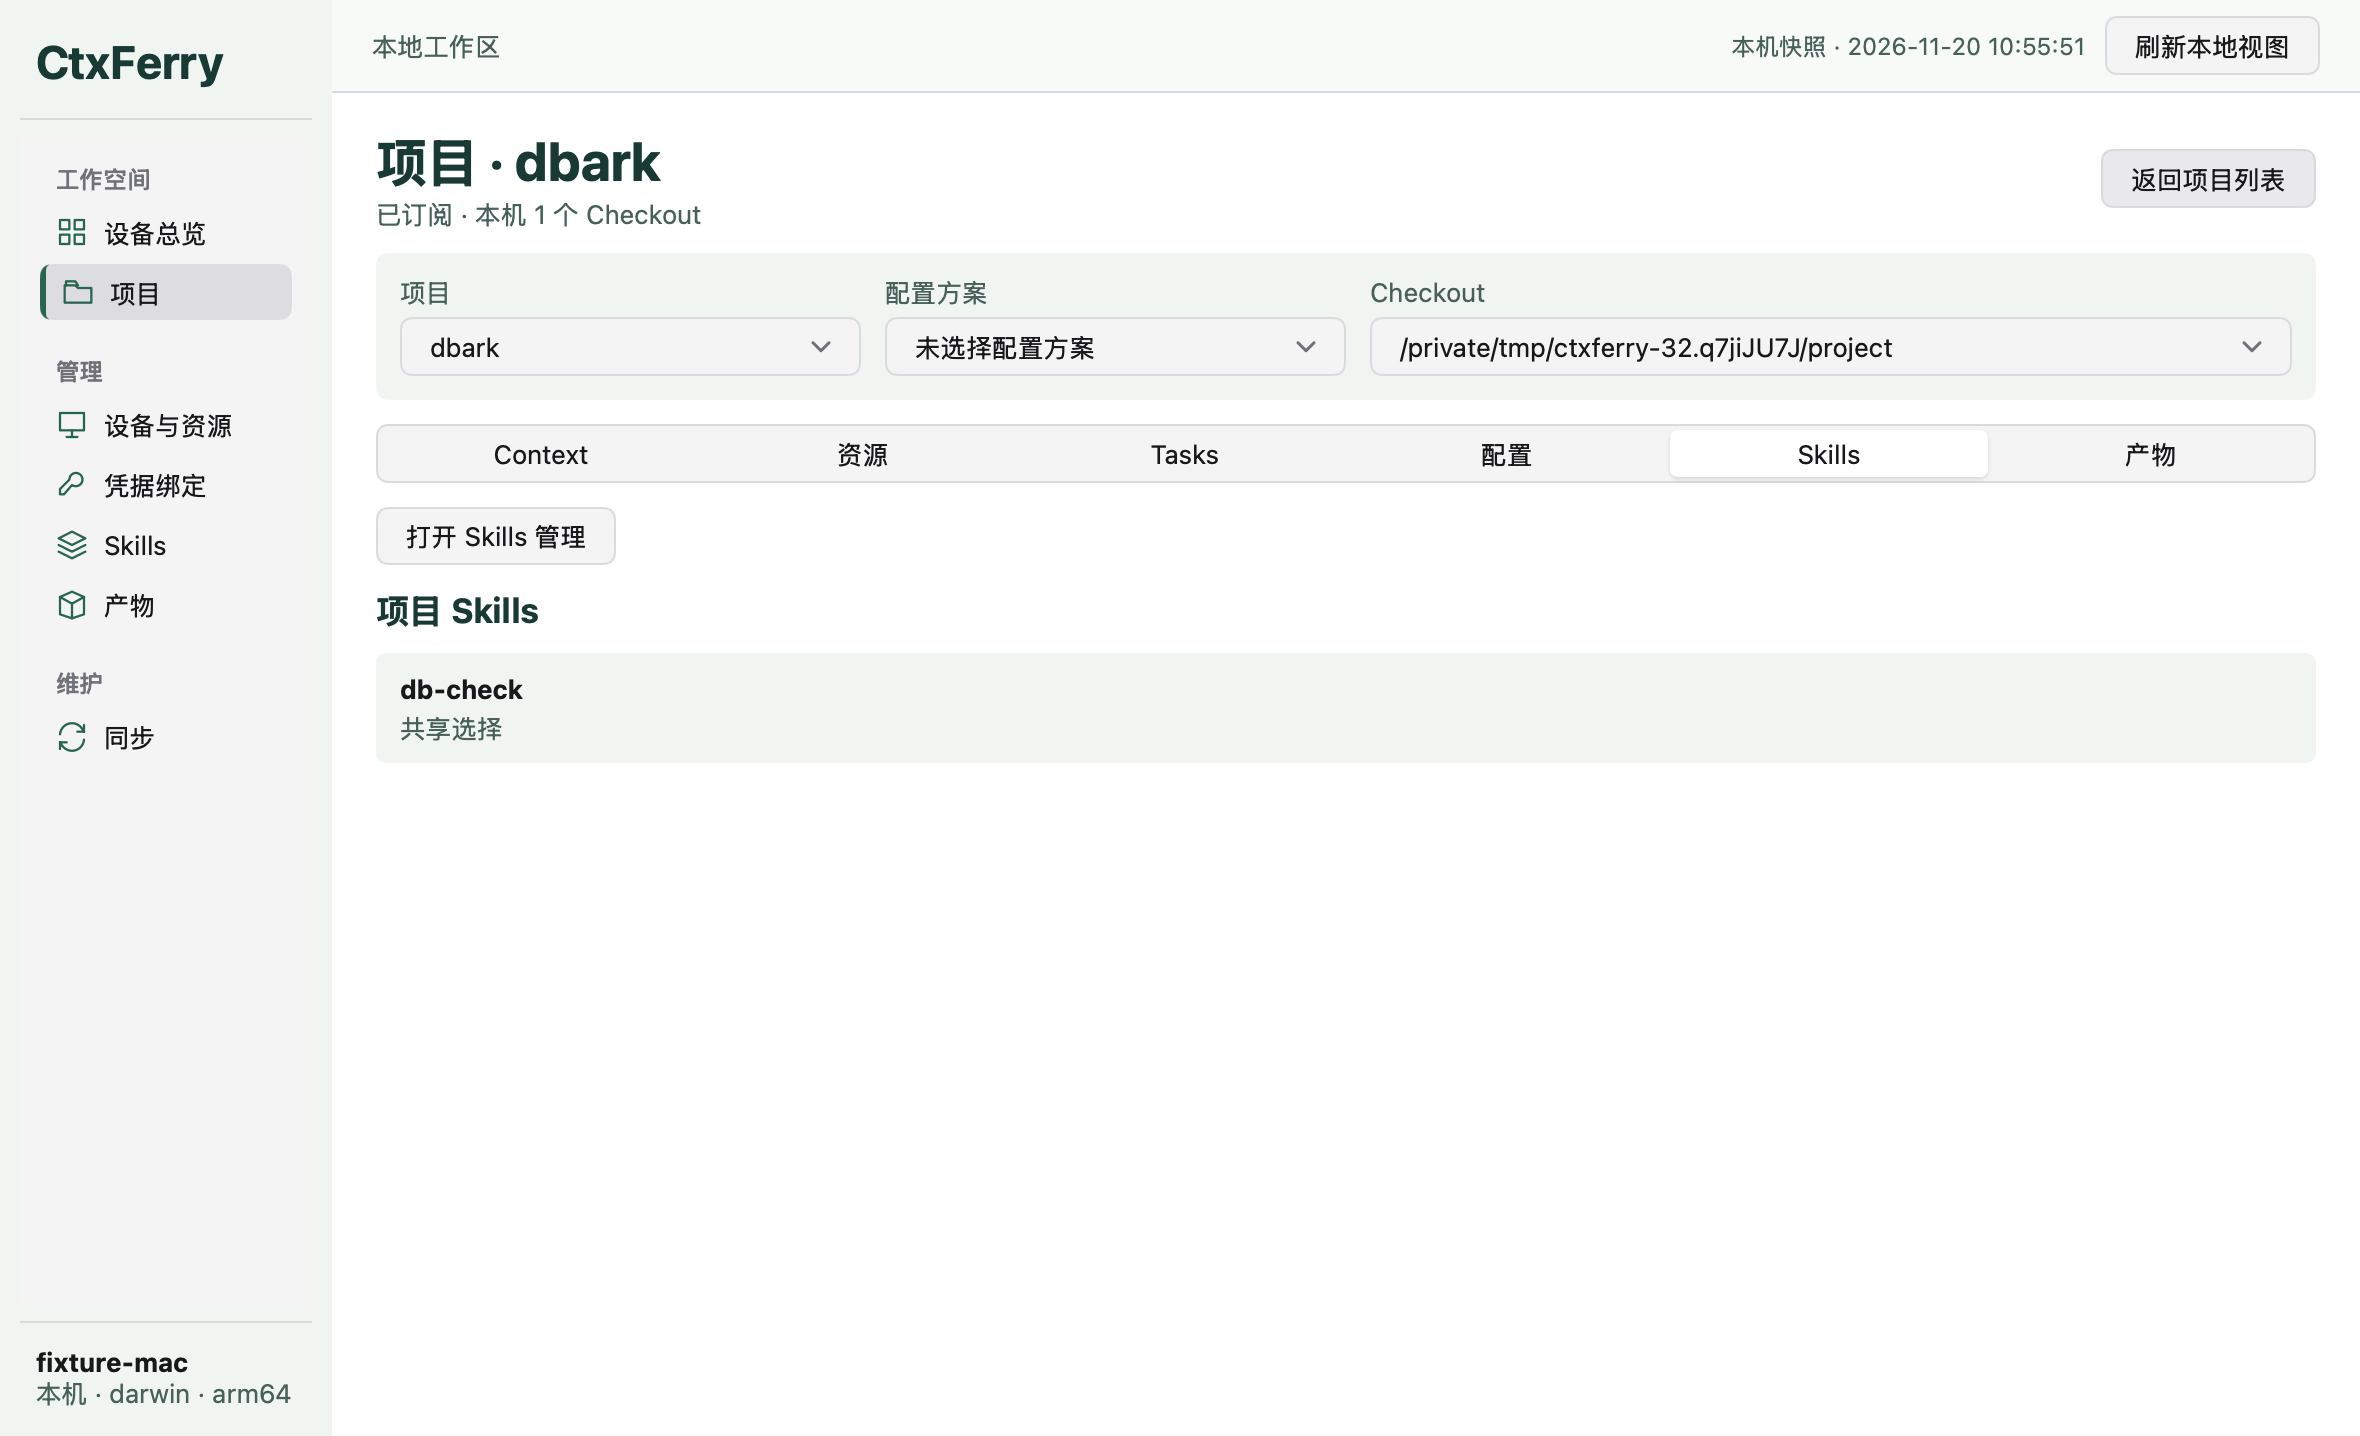 CtxFerry
工作空间
设备总览
项目
管理
设备与资源
凭据绑定
Skills
产物
维护
同步
fixture-mac
本机 · darwin · arm64
本地工作区
本机快照 · 2026-11-20 10:55:51
刷新本地视图
项目 · dbark
已订阅 · 本机 1 个 Checkout
返回项目列表
项目
配置方案
Checkout
dbark
未选择配置方案
/private/tmp/ctxferry-32.q7jiJU7J/project
Context
资源
Tasks
配置
Skills
产物
打开 Skills 管理
项目 Skills
db-check
共享选择